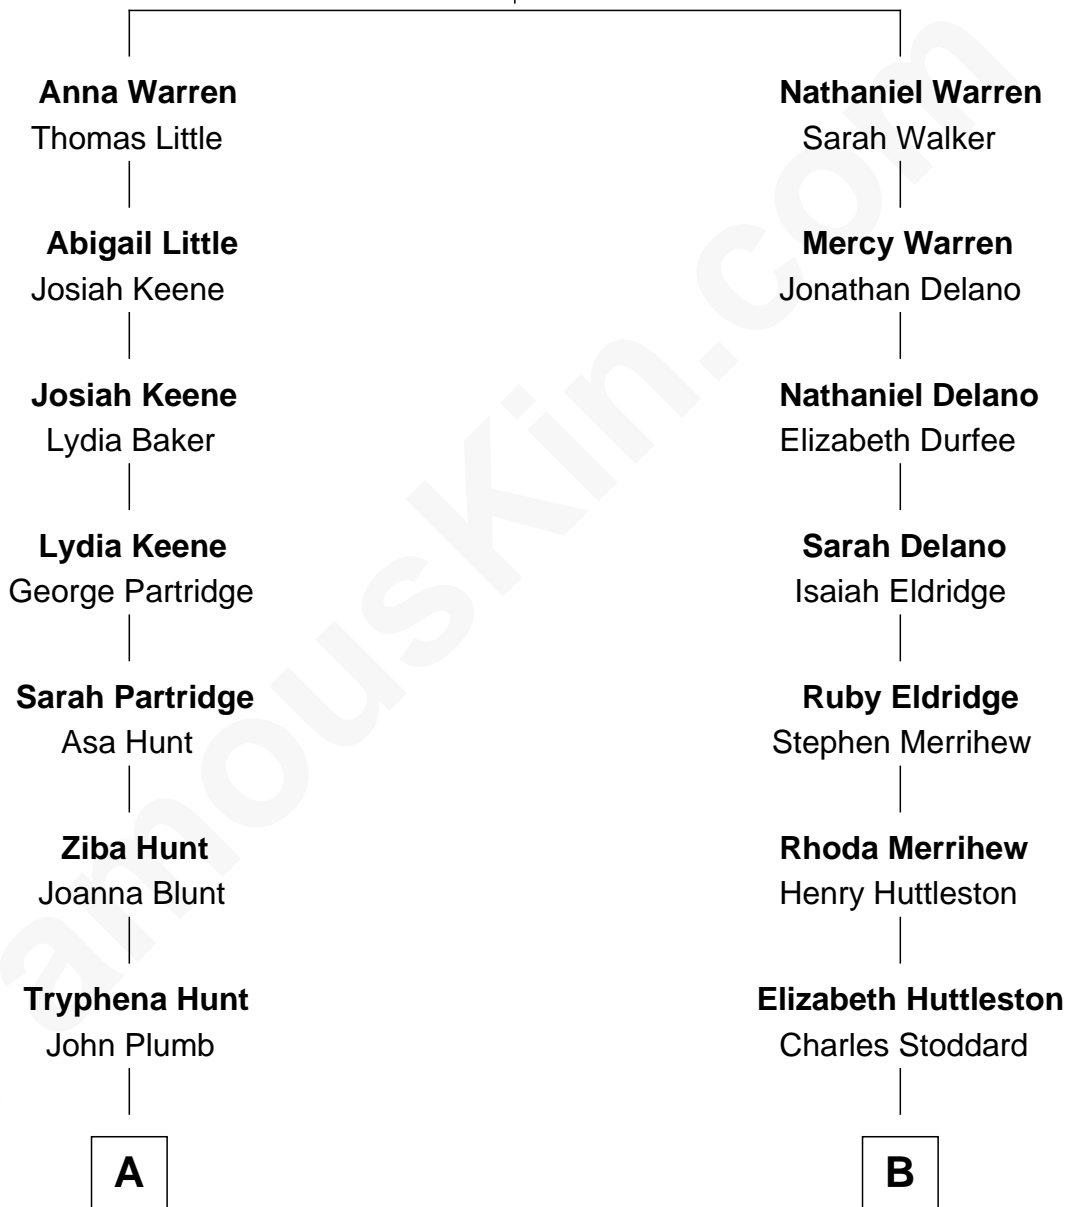 Anna Warren
Thomas Little
Abigail Little
Josiah Keene
Josiah Keene
Lydia Baker
Lydia Keene
George Partridge
Sarah Partridge
Asa Hunt
Ziba Hunt
Joanna Blunt
Tryphena Hunt
John Plumb
A
Nathaniel Warren
Sarah Walker
Mercy Warren
Jonathan Delano
Nathaniel Delano
Elizabeth Durfee
Sarah Delano
Isaiah Eldridge
Ruby Eldridge
Stephen Merrihew
Rhoda Merrihew
Henry Huttleston
Elizabeth Huttleston
Charles Stoddard
B
amouskin.com